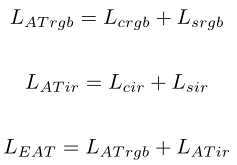 L_{ATrgb} = L_{crgb} + L_{srgb}
L_{ATir} = L_{cir} + L_{sir}
L_{EAT} = L_{ATrgb} + L_{ATir}